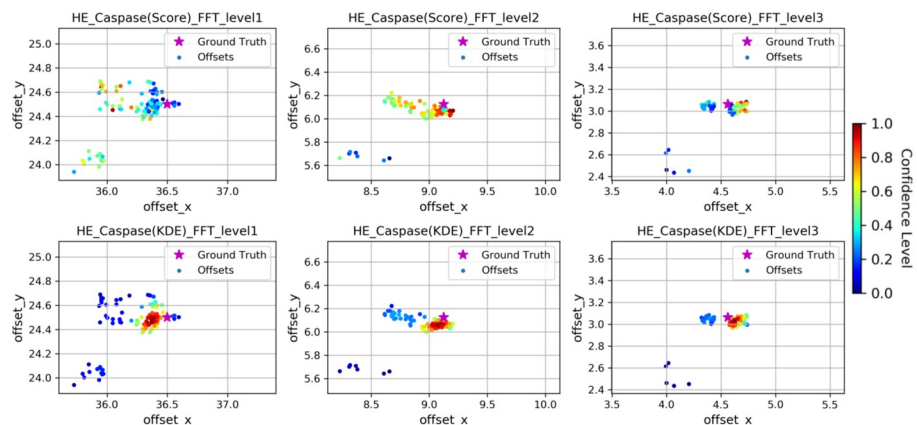 HE_Caspase(Score)_FFT_level1
25.0
24.8
24.6
24.4
24.2
24.0
36.0
36.5
37.0
offset_x
offset_y
Ground Truth
Offsets
HE_Caspase(Score)_FFT_level2
6.6
6.4
6.2
6.0
5.8
5.6
8.5
9.0
9.5
10.0
offset_x
offset_y
Ground Truth
Offsets
HE_Caspase(Score)_FFT_level3
3.6
3.4
3.2
3.0
2.8
2.6
2.4
3.5
4.0
4.5
5.0
5.5
offset_x
offset_y
Ground Truth
Offsets
HE_Caspase(KDE)_FFT_level1
25.0
24.8
24.6
24.4
24.2
24.0
36.0
36.5
37.0
offset_x
offset_y
Ground Truth
Offsets
HE_Caspase(KDE)_FFT_level2
6.6
6.4
6.2
6.0
5.8
5.6
8.5
9.0
9.5
10.0
offset_x
offset_y
Ground Truth
Offsets
HE_Caspase(KDE)_FFT_level3
3.6
3.4
3.2
3.0
2.8
2.6
2.4
3.5
4.0
4.5
5.0
5.5
offset_x
offset_y
Ground Truth
Offsets
1.0
0.8
0.6
0.4
0.2
0.0
Confidence Level